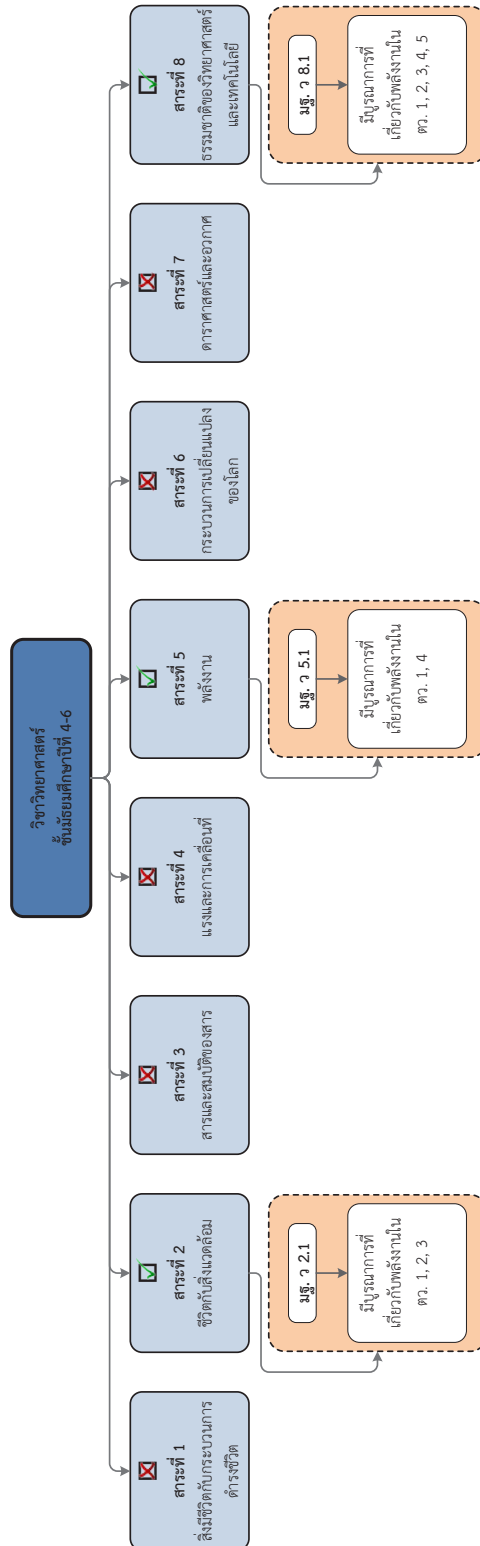 วิชาวิทยาศาสตร์
ชั้นมัธยมศึกษาปีที่ 4-6
สาระที่ 1
สิ่งมีชีวิตกับกระบวนการ
ดำรงชีวิต
สาระที่ 2
ชีวิตกับสิ่งแวดล้อม
มฐ. ว 2.1
มีบูรณาการที่
เกี่ยวกับพลังงานใน
ตว. 1, 2, 3
สาระที่ 3
สารและสมบัติของสาร
สาระที่ 4
แรงและการเคลื่อนที่
สาระที่ 5
พลังงาน
มฐ. ว 5.1
มีบูรณาการที่
เกี่ยวกับพลังงานใน
ตว. 1, 4
สาระที่ 6
กระบวนการเปลี่ยนแปลง
ของโลก
สาระที่ 7
ดาราศาสตร์และอวกาศ
สาระที่ 8
ธรรมชาติของวิทยาศาสตร์
และเทคโนโลยี
มฐ. ว 8.1
มีบูรณาการที่
เกี่ยวกับพลังงานใน
ตว. 1, 2, 3, 4, 5